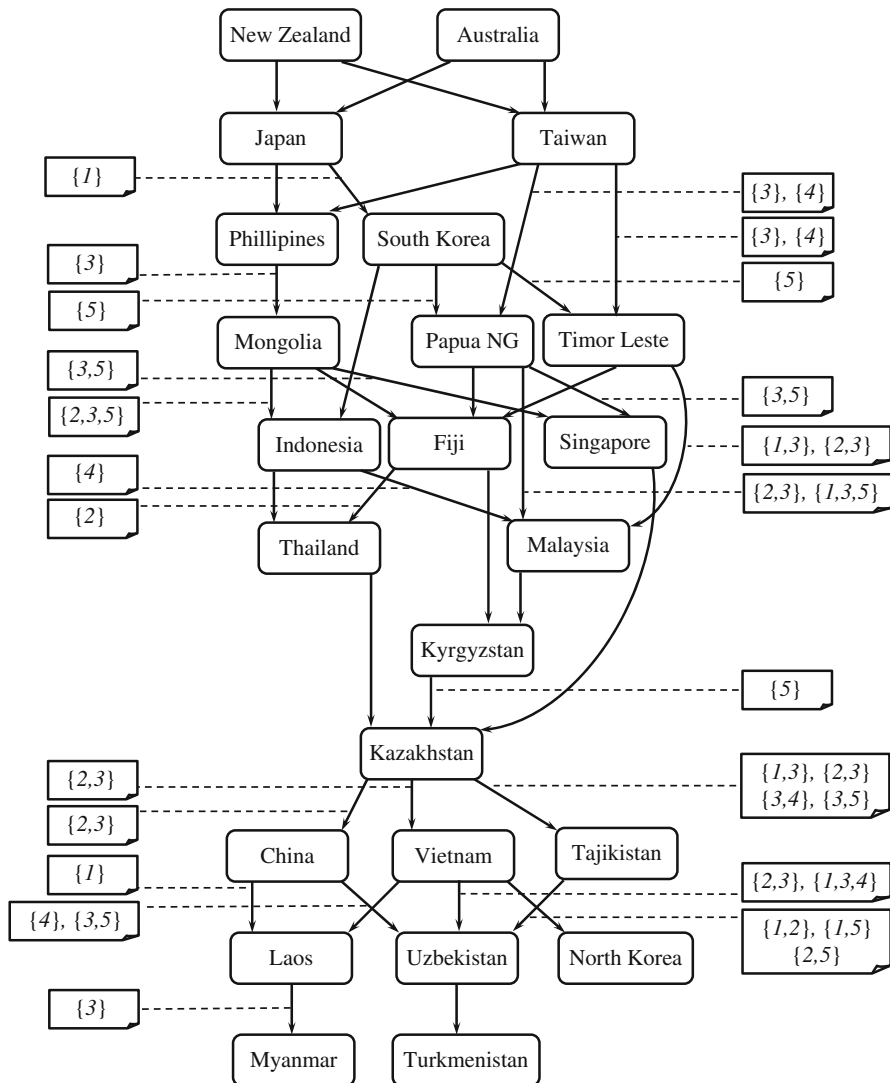 New Zealand
Australia
Japan
Taiwan
{1}
{3}, {4}
Phillipines
South Korea
{3}, {4}
{3}
{5}
{5}
Mongolia
Papua NG
Timor Leste
{3,5}
{3,5}
{2,3,5}
Indonesia
Fiji
Singapore
{1,3}, {2,3}
{4}
{2,3}, {1,3,5}
{2}
Thailand
Malaysia
Kyrgyzstan
{5}
Kazakhstan
{2,3}
{1,3}, {2,3}
{3,4}, {3,5}
{2,3}
China
Vietnam
Tajikistan
{1}
{2,3}, {1,3,4}
{4}, {3,5}
{1,2}, {1,5}
{2,5}
Laos
Uzbekistan
North Korea
{3}
Myanmar
Turkmenistan